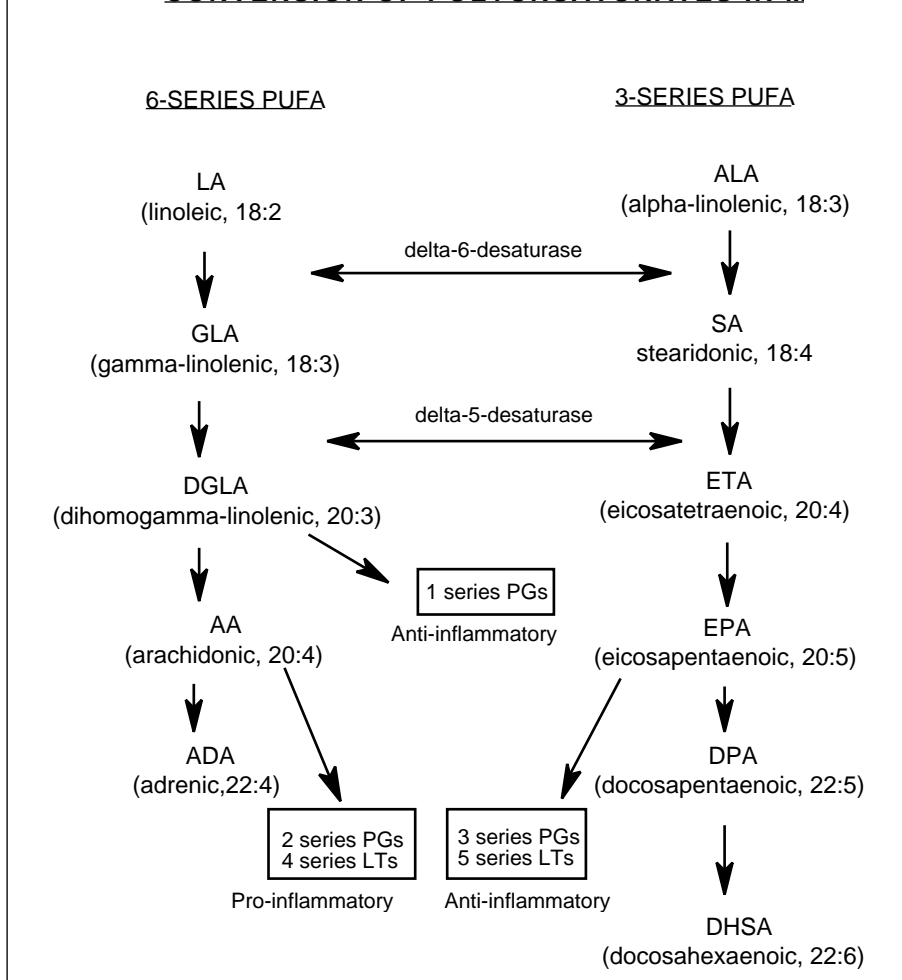 6-SERIES PUFA
3-SERIES PUFA
LA
(linoleic, 18:2
ALA
(alpha-linolenic, 18:3)
delta-6-desaturase
GLA
(gamma-linolenic, 18:3)
SA
stearidonic, 18:4
delta-5-desaturase
DGLA
(dihomogamma-linolenic, 20:3)
ETA
(eicosatetraenoic, 20:4)
1 series PGs
Anti-inflammatory
AA
(arachidonic, 20:4)
EPA
(eicosapentaenoic, 20:5)
ADA
(adrenic,22:4)
DPA
(docosapentaenoic, 22:5)
2 series PGs
4 series LTs
Pro-inflammatory
3 series PGs
5 series LTs
Anti-inflammatory
DHSA
(docosahexaenoic, 22:6)